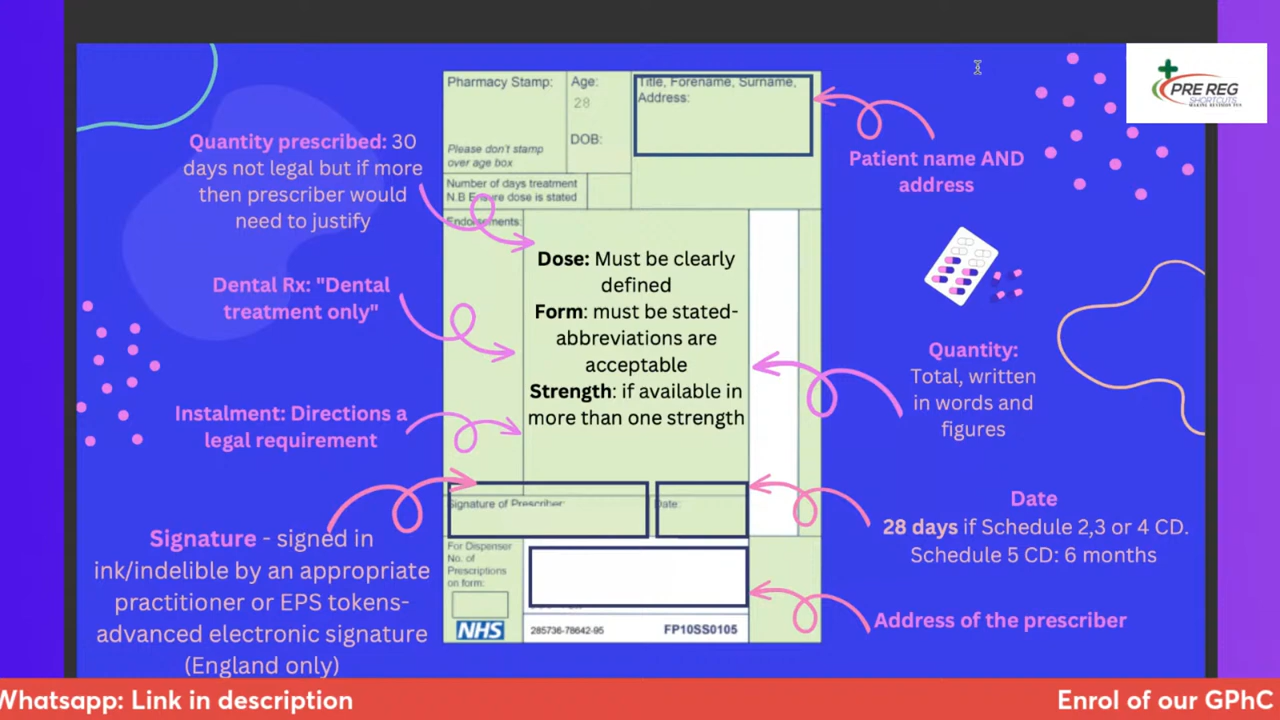 PRE REG
SHORTCUTS
Pharmacy Stamp:
Please don't stamp
over age box
Age:
28
DOB:
Title, Forename, Surname,
Address:
Number of days treatment
N.B Ensure dose is stated
Endorsements:
Quantity prescribed: 30
days not legal but if more
then prescriber would
need to justify
Patient name AND
address
Dental Rx: "Dental
treatment only"
Dose: Must be clearly
defined
Form: must be stated-
abbreviations are
acceptable
Strength: if available in
more than one strength
Quantity:
Total, written
in words and
figures
Instalment: Directions a
legal requirement
Signature of Prescriber:
Date:
Signature - signed in
ink/indelible by an appropriate
practitioner or EPS tokens-
advanced electronic signature
(England only)
Date
28 days if Schedule 2,3 or 4 CD.
Schedule 5 CD: 6 months
For Dispenser
No. of
Prescriptions
on form:
Address of the prescriber
NHS
285736-78642-95
FP10SS0105
Whatsapp: Link in description
Enrol of our GPhC